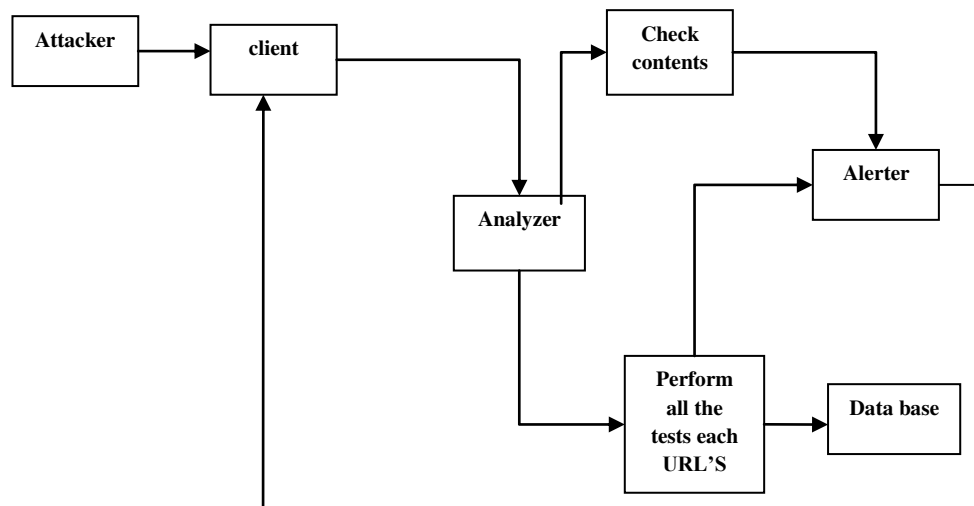 Attacker
client
Check
contents
Alerter
Analyzer
Perform
all the
tests each
URL’S
Data base